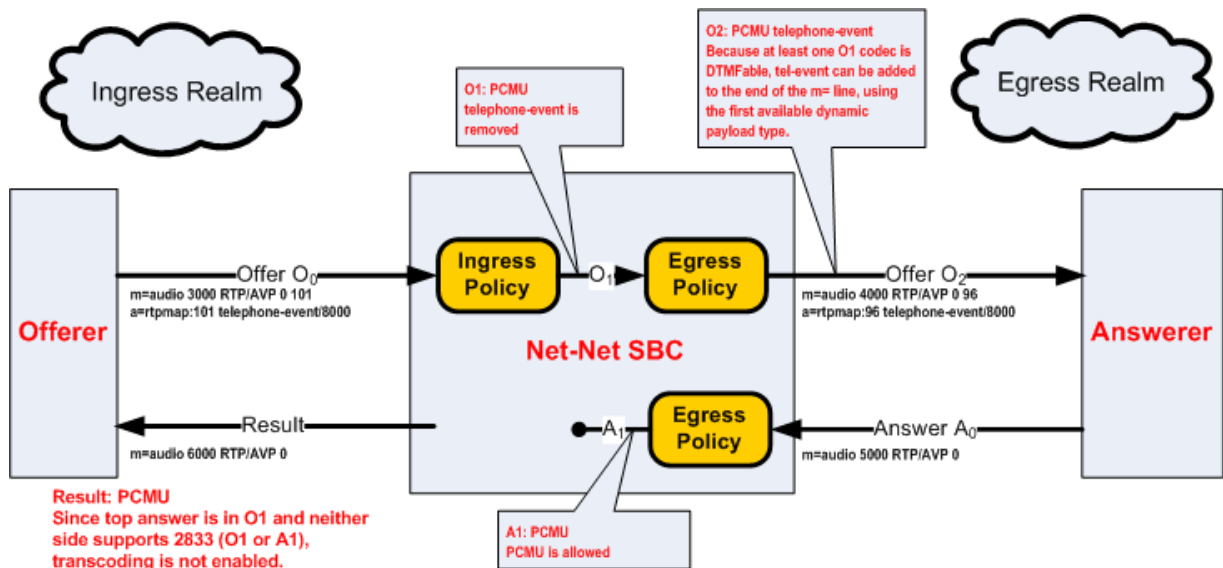 Ingress Realm
O1: PCMU
telephone-event is
removed
O2: PCMU telephone-event
Because at least one O1 codec is
DTMFable, tel-event can be added
to the end of the m= line, using
the first available dynamic
payload type.
Egress Realm
Offerer
Offer O₀
m=audio 3000 RTP/AVP 0 101
a=rtpmap:101 telephone-event/8000
Ingress
Policy
O₁
Egress
Policy
Offer O₂
m=audio 4000 RTP/AVP 0 96
a=rtpmap:96 telephone-event/8000
Answerer
Net-Net SBC
Result
m=audio 6000 RTP/AVP 0
A₁
Egress
Policy
Answer A₀
m=audio 5000 RTP/AVP 0
Result: PCMU
Since top answer is in O1 and neither
side supports 2833 (O1 or A1),
transcoding is not enabled.
A1: PCMU
PCMU is allowed